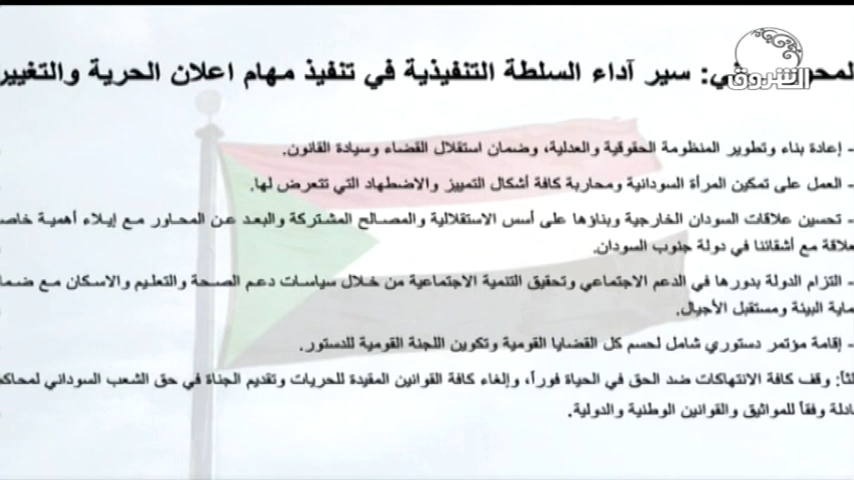 الشروق
سير آداء السلطة التنفيذية في تنفيذ مهام اعلان الحرية والتغيير
- إعادة بناء وتطوير المنظومة الحقوقية والعدلية، وضمان استقلال القضاء وسيادة القانون.
- العمل على تمكين المرأة السودانية ومحاربة كافة أشكال التمييز والاضطهاد التي تتعرض لها.
- تحسين علاقات السودان الخارجية وبناؤها على أسس الاستقلالية والمصالح المشتركة والبعد عن المحاور مع إيلاء أهمية خاص
علاقة مع أشقائنا في دولة جنوب السودان.
- التزام الدولة بدورها في الدعم الاجتماعي وتحقيق التنمية الاجتماعية من خلال سياسات دعم الصحة والتعليم والاسكان مع ضما
ماية البيئة ومستقبل الأجيال.
- إقامة مؤتمر دستوري شامل لحسم كل القضايا القومية وتكوين اللجنة القومية للدستور.
لثاً: وقف كافة الانتهاكات ضد الحق في الحياة فوراً، وإلغاء كافة القوانين المقيدة للحريات وتقديم الجناة في حق الشعب السوداني لمحاكم
ادلة وفقاً للمواثيق والقوانين الوطنية والدولية.